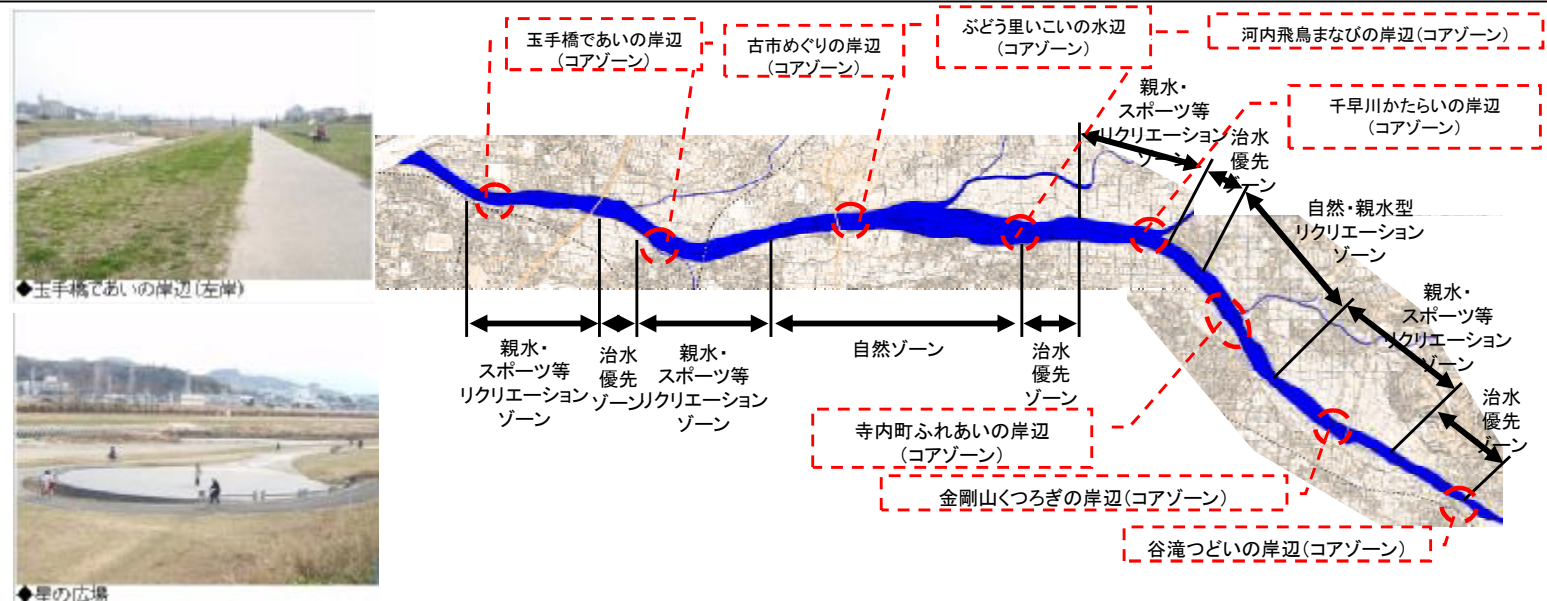 玉手橋であいの岸辺
(コアゾーン)
古市めぐりの岸辺
(コアゾーン)
ぶどう里いこいの水辺
(コアゾーン)
河内飛鳥まなびの岸辺(コアゾーン)
千早川かたらいの岸辺
(コアゾーン)
親水・
スポーツ等
リクリエーション
ゾーン
治水
優先
ゾーン
自然・親水型
リクリエーション
ゾーン
親水・
スポーツ等
リクリエーション
ゾーン
治水
優先
ゾーン
◆玉手橋であいの岸辺(左岸)
親水・
スポーツ等
リクリエーション
ゾーン
治水
優先
ゾーン
親水・
スポーツ等
リクリエーション
ゾーン
自然ゾーン
治水
優先
ゾーン
寺内町ふれあいの岸辺
(コアゾーン)
金剛山くつろぎの岸辺(コアゾーン)
谷滝つどいの岸辺(コアゾーン)
◆星の広場